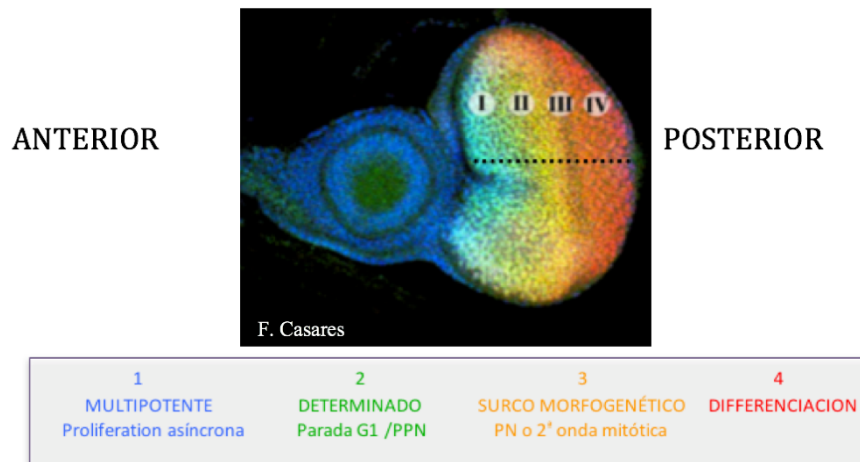 ANTERIOR
POSTERIOR
I II III IV
F. Casares
1 2 3 4
MULTIPOTENTE DETERMINADO SURCO MORFOGENÉTICO DIFFERENCIACION
Proliferation asíncrona Parada G1 /PPN PN o 2ª onda mitótica